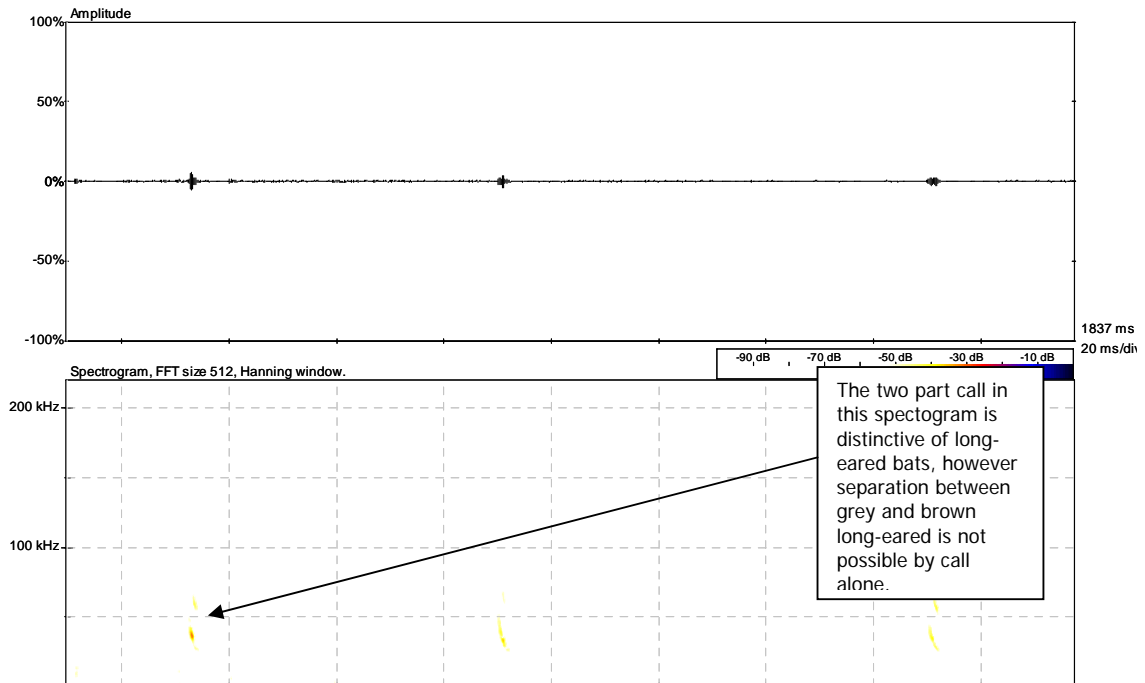 Amplitude
100%
50%
0%
-50%
-100%
1837 ms
20 ms/div
-90 dB -70 dB -50 dB -30 dB -10 dB
Spectrogram, FFT size 512, Hanning window.
200 kHz
100 kHz
The two part call in
this spectogram is
distinctive of long-
eared bats, however
separation between
grey and brown
long-eared is not
possible by call
alone.